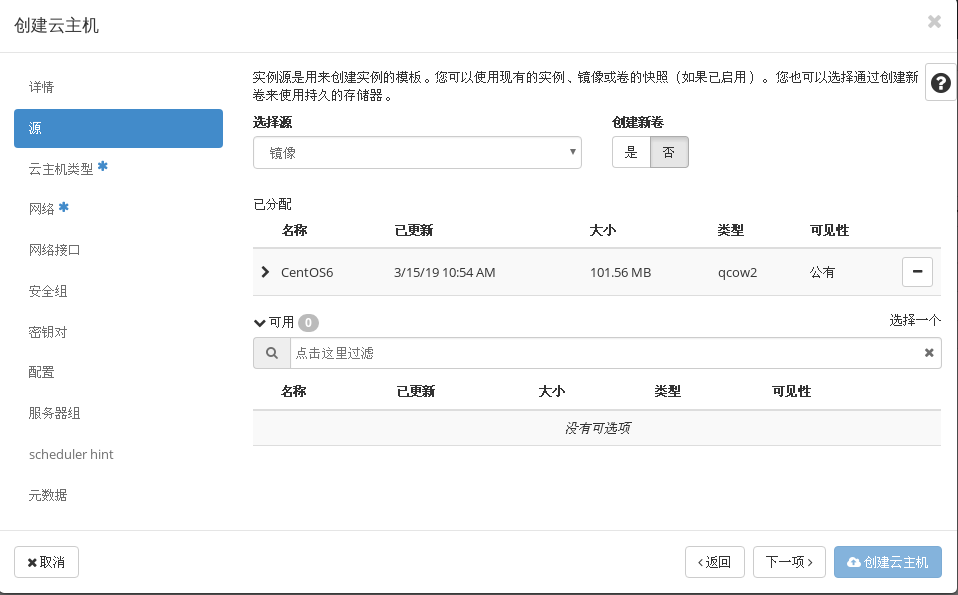 创建云主机
×
详情
源
云主机类型 *
网络 *
网络接口
安全组
密钥对
配置
服务器组
scheduler hint
元数据
实例源是用来创建实例的模板。您可以使用现有的实例、镜像或卷的快照（如果已启用）。您也可以选择通过创建新
卷来使用持久的存储器。
?
选择源 创建新卷
镜像 是 否
已分配
名称 已更新 大小 类型 可见性
CentOS6 3/15/19 10:54 AM 101.56 MB qcow2 公有
可用 0 选择一个
点击这里过滤
名称 已更新 大小 类型 可见性
没有可选项
×取消 <返回 下一项> 创建云主机